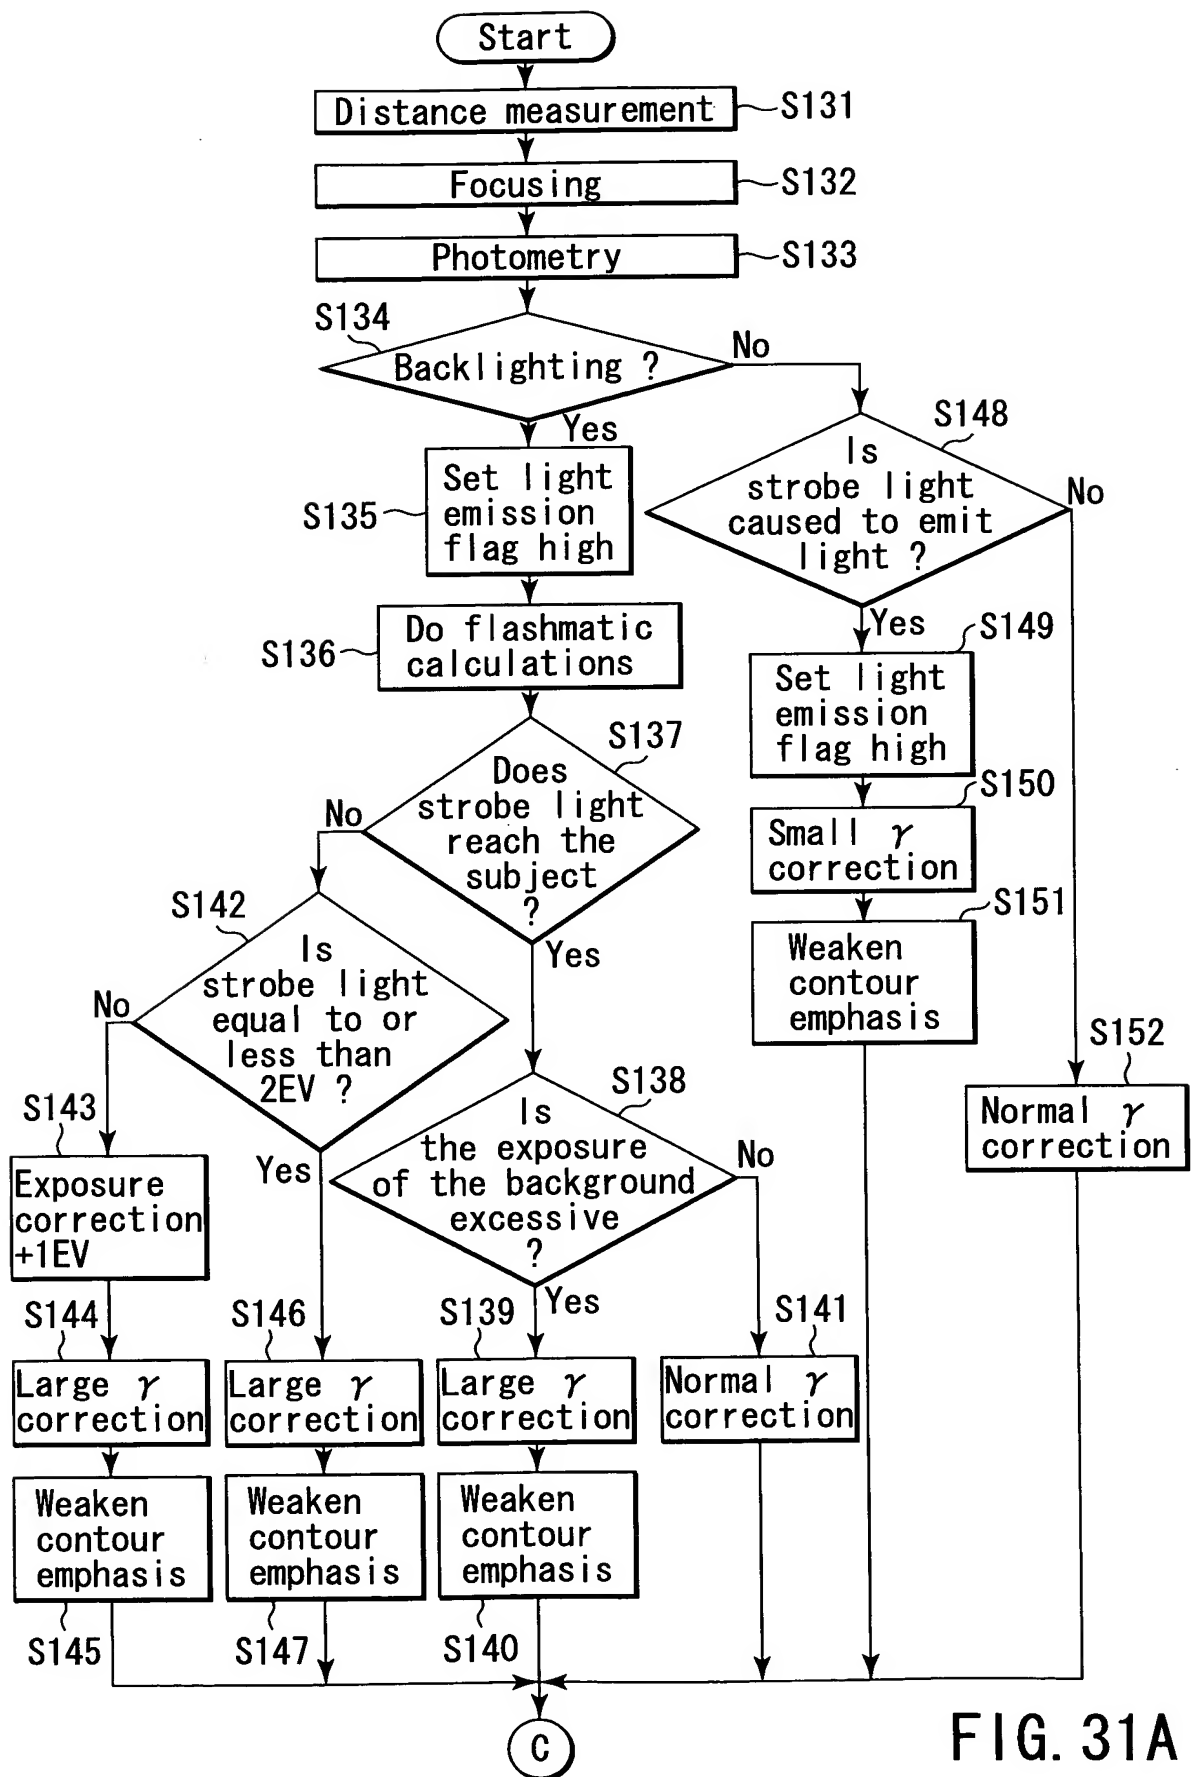 Start
Distance measurement
S131
Focusing
S132
Photometry
S133
S134
Backlighting ?
No
Yes
S148
Is
strobe light
caused to emit
light ?
No
Yes
S135
Set light
emission
flag high
S136
Do flashmatic
calculations
S149
Set light
emission
flag high
S137
Does
strobe light
reach the
subject
?
No
Yes
S150
Small γ
correction
S151
Weaken
contour
emphasis
S142
Is
strobe light
equal to or
less than
2EV ?
No
Yes
S138
Is
the exposure
of the background
excessive
?
No
Yes
S152
Normal γ
correction
S143
Exposure
correction
+1EV
S144
Large γ
correction
S146
Large γ
correction
S139
Large γ
correction
S141
Normal γ
correction
Weaken
contour
emphasis
S145
Weaken
contour
emphasis
S147
Weaken
contour
emphasis
S140
C
FIG. 31A